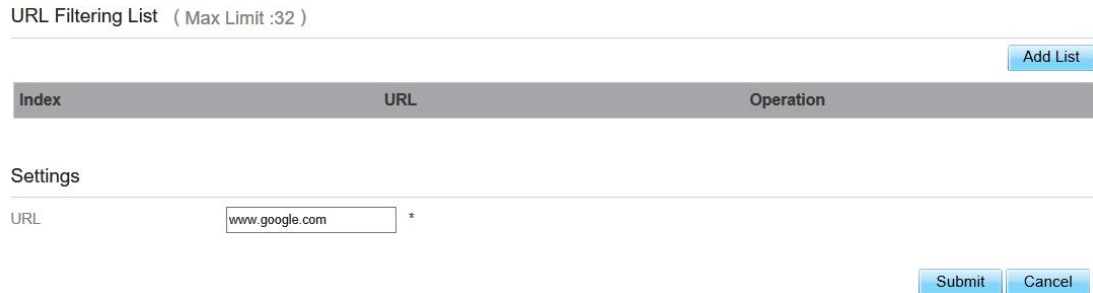 URL Filtering List ( Max Limit :32 )
Add List
Index URL Operation
Settings
URL www.google.com *
Submit Cancel